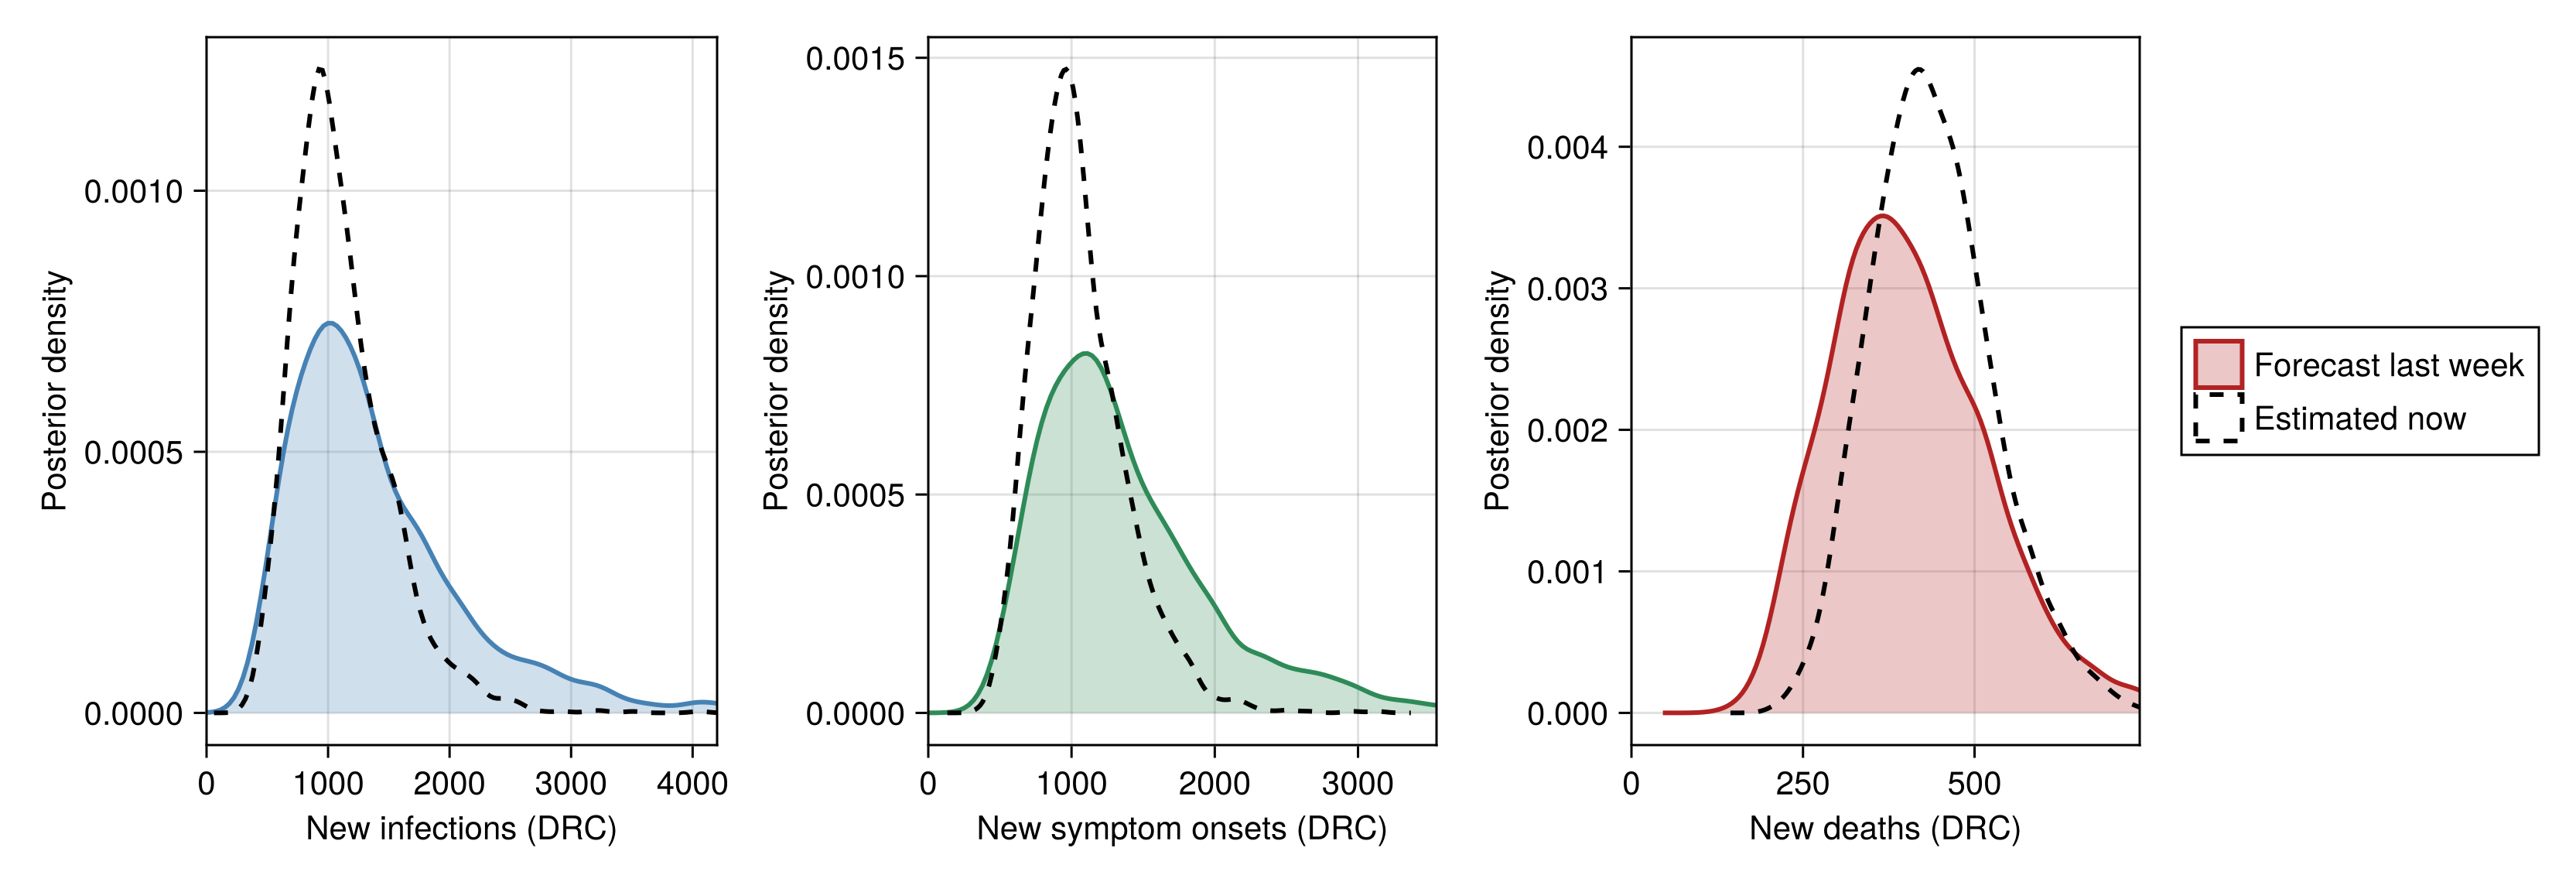 Posterior density
0.0010
0.0005
0.0000
0 1000 2000 3000 4000
New infections (DRC)
Posterior density
0.0015
0.0010
0.0005
0.0000
0 1000 2000 3000
New symptom onsets (DRC)
Posterior density
0.004
0.003
0.002
0.001
0.000
0 250 500
New deaths (DRC)
Forecast last week
Estimated now